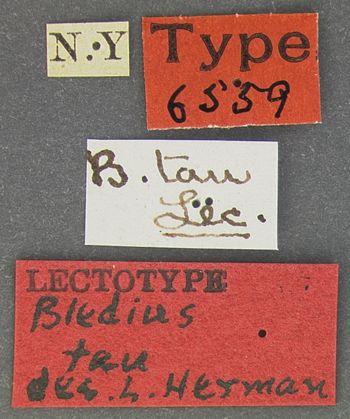 N.Y
Type
6559
B. tau
Lec.
LECTOTYPE
Bledius
tau
des. L. Herman